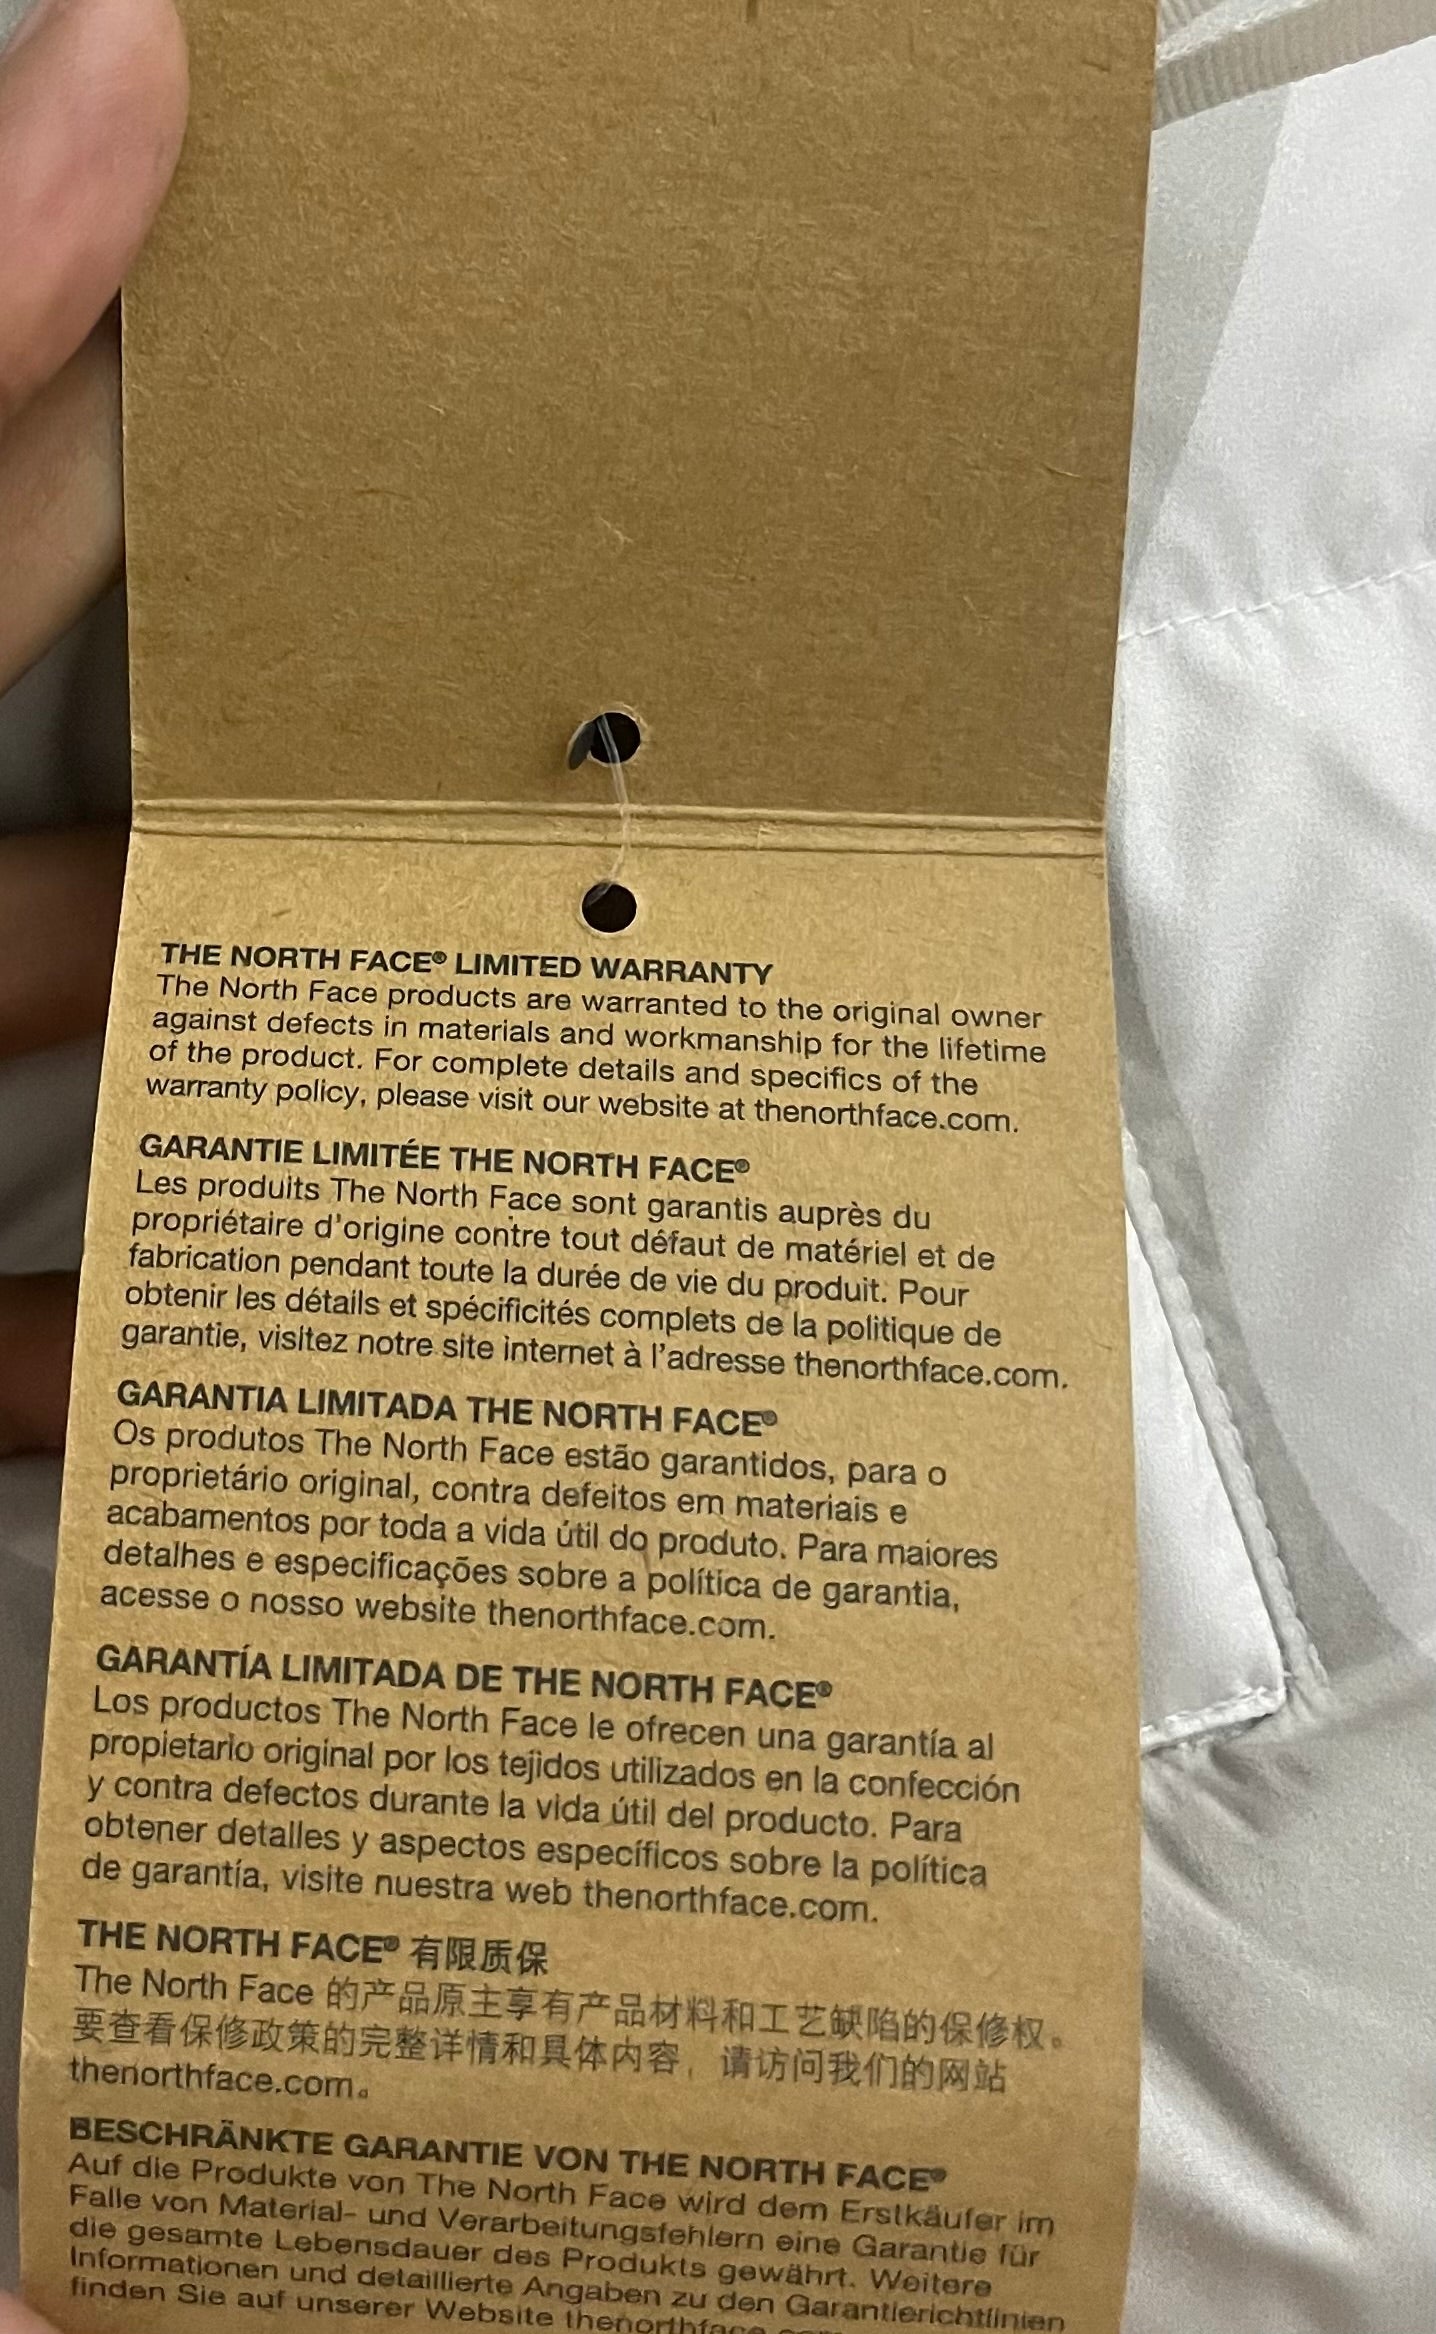 THE NORTH FACE® LIMITED WARRANTY
The North Face products are warranted to the original owner
against defects in materials and workmanship for the lifetime
of the product. For complete details and specifics of the
warranty policy, please visit our website at thenorthface.com.
GARANTIE LIMITÉE THE NORTH FACE®
Les produits The North Face sont garantis auprès du
propriétaire d'origine contre tout défaut de matériel et de
fabrication pendant toute la durée de vie du produit. Pour
obtenir les détails et spécificités complets de la politique de
garantie, visitez notre site internet à l'adresse thenorthface.com.
GARANTIA LIMITADA THE NORTH FACE®
Os produtos The North Face estão garantidos, para o
proprietário original, contra defeitos em materiais e
acabamentos por toda a vida útil do produto. Para maiores
detalhes e especificações sobre a política de garantia,
acesse o nosso website thenorthface.com.
GARANTÍA LIMITADA DE THE NORTH FACE®
Los productos The North Face le ofrecen una garantía al
propietario original por los tejidos utilizados en la confección
y contra defectos durante la vida útil del producto. Para
obtener detalles y aspectos específicos sobre la política
de garantía, visite nuestra web thenorthface.com.
THE NORTH FACE® 有限质保
The North Face 的产品原主享有产品材料和工艺缺陷的保修权。
要查看保修政策的完整详情和具体内容，请访问我们的网站
thenorthface.com。
BESCHRÄNKTE GARANTIE VON THE NORTH FACE®
Auf die Produkte von The North Face wird dem Erstkäufer im
Falle von Material- und Verarbeitungsfehlern eine Garantie für
die gesamte Lebensdauer des Produkts gewährt. Weitere
Informationen und detaillierte Angaben zu den Garantierichtlinien
finden Sie auf unserer Website